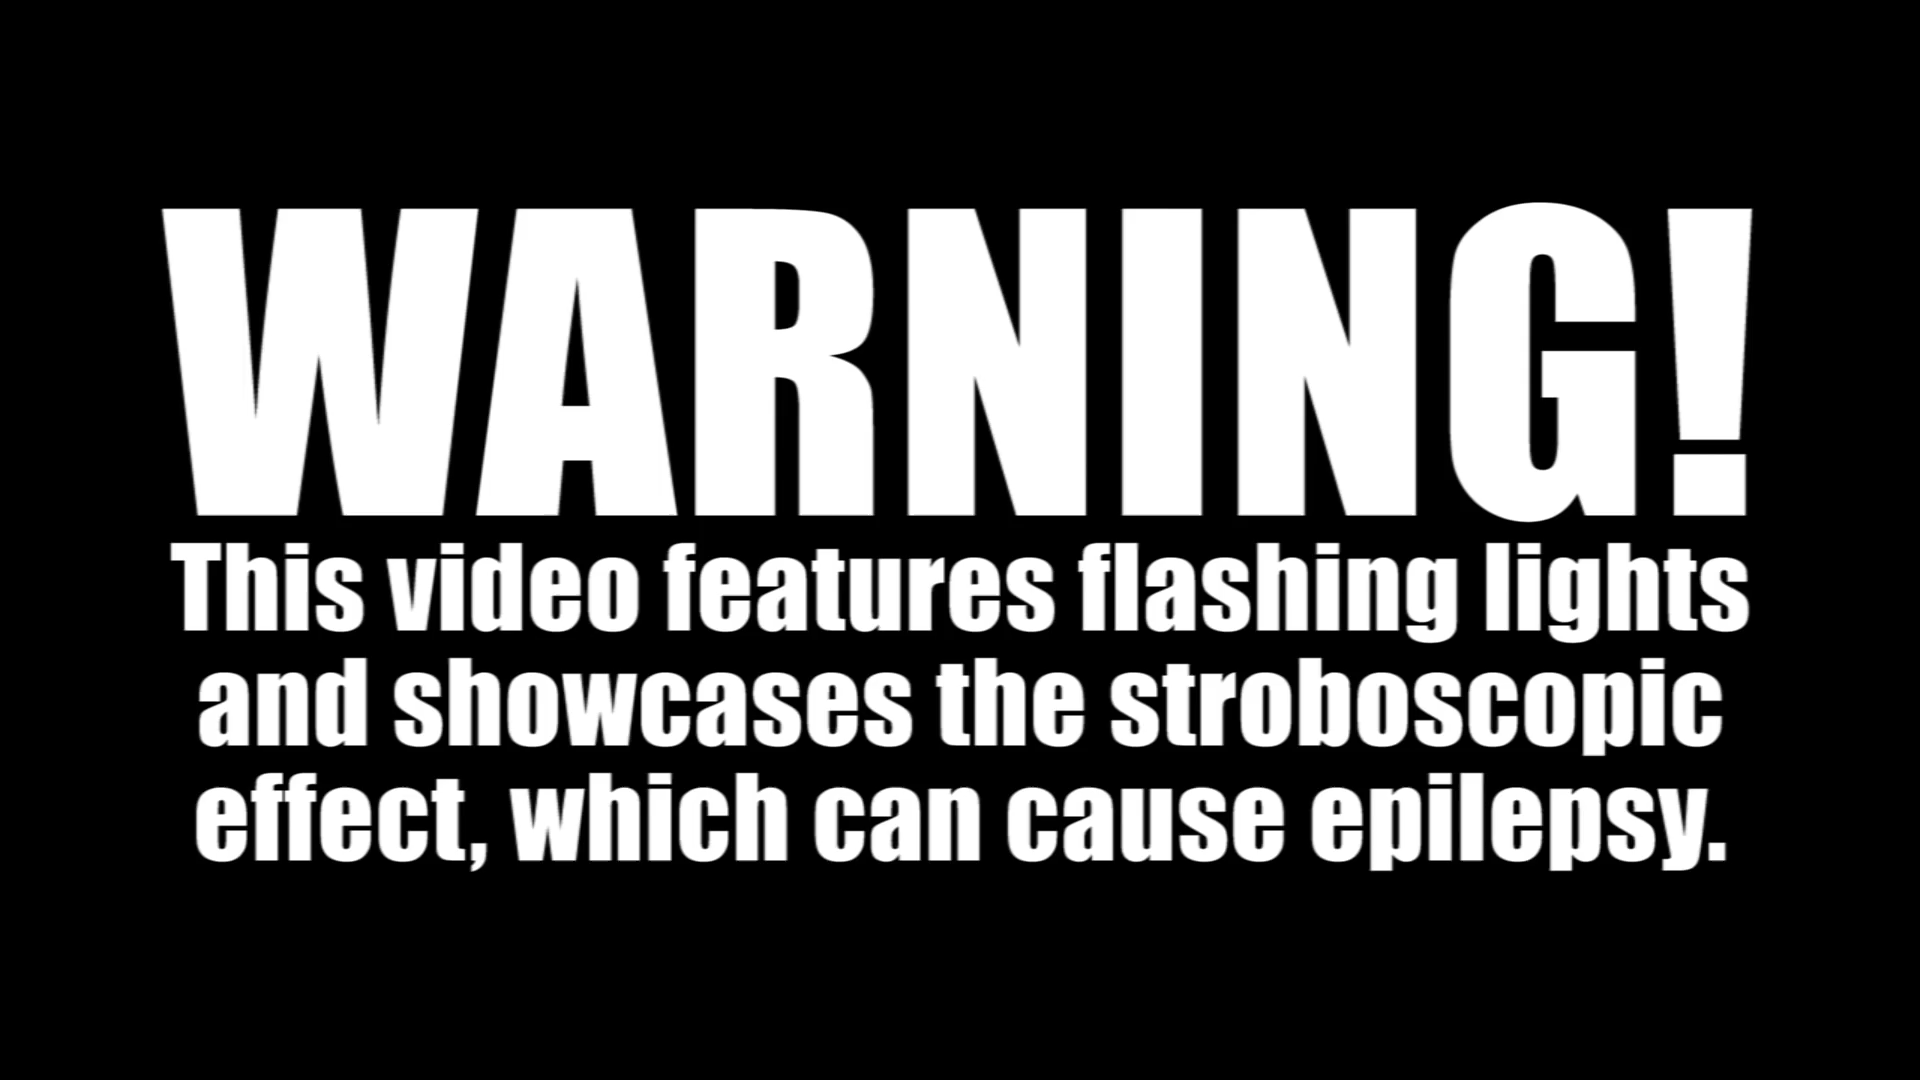 WARNING!
This video features flashing lights
and showcases the stroboscopic
effect, which can cause epilepsy.